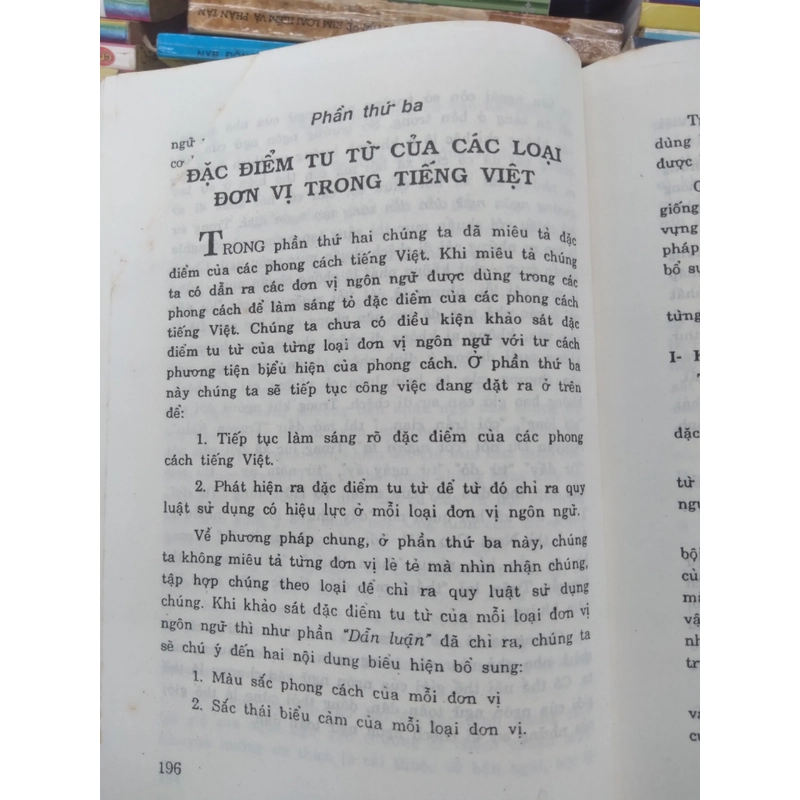 KIM LOẠI HIẾM VÀ PHÂN TÁN
Phần thứ ba
ngữ
cơ
ĐẶC ĐIỂM TU TỪ CỦA CÁC LOẠI
ĐƠN VỊ TRONG TIẾNG VIỆT
TRONG phần thứ hai chúng ta đã miêu tả đặc
điểm của các phong cách tiếng Việt. Khi miêu tả chúng
ta có dẫn ra các đơn vị ngôn ngữ được dùng trong các
phong cách để làm sáng tỏ đặc điểm của các phong cách
tiếng Việt. Chúng ta chưa có điều kiện khảo sát đặc
điểm tu từ của từng loại đơn vị ngôn ngữ với tư cách
phương tiện biểu hiện của phong cách. Ở phần thứ ba
này chúng ta sẽ tiếp tục công việc đang đặt ra ở trên
để:
1. Tiếp tục làm sáng rõ đặc điểm của các phong
cách tiếng Việt.
2. Phát hiện ra đặc điểm tu từ để từ đó chỉ ra quy
luật sử dụng có hiệu lực ở mỗi loại đơn vị ngôn ngữ.
Về phương pháp chung, ở phần thứ ba này, chúng
ta không miêu tả từng đơn vị lẻ tẻ mà nhìn nhận chúng,
tập hợp chúng theo loại để chỉ ra quy luật sử dụng
chúng. Khi khảo sát đặc điểm tu từ của mỗi loại đơn vị
ngôn ngữ thì như phần "Dẫn luận" đã chỉ ra, chúng ta
sẽ chú ý đến hai nội dung biểu hiện bổ sung:
1. Màu sắc phong cách của mỗi đơn vị
2. Sắc thái biểu cảm của mỗi loại đơn vị.
196
dùng
được
giống
vựng
pháp
bổ su
từng
I- K
đặc
từ
ngu
bộ
củ
mà
vậ
nh
tr
và
cu